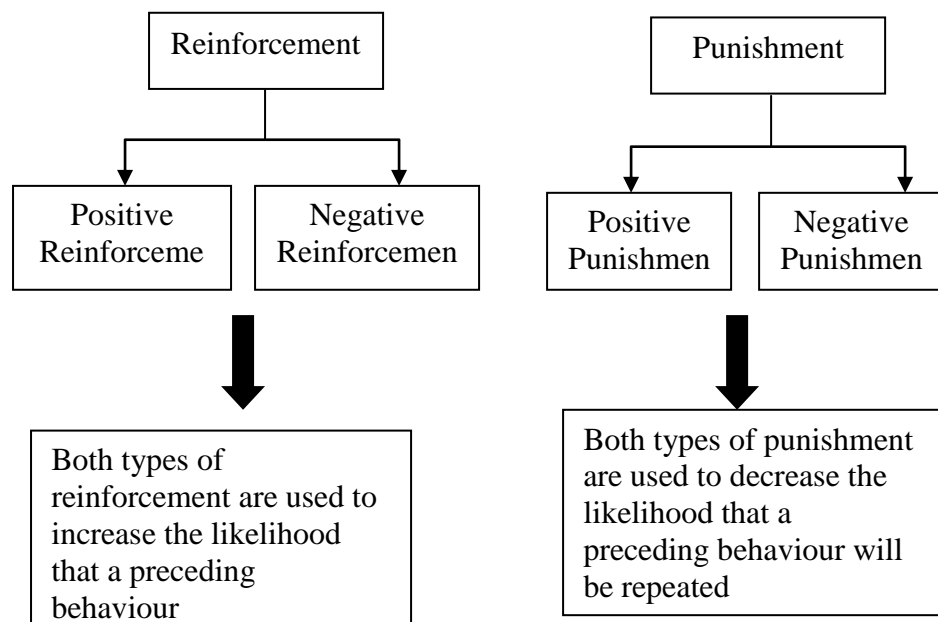 Reinforcement
Punishment
Positive
Reinforceme
Negative
Reinforcemen
Positive
Punishmen
Negative
Punishmen
Both types of
reinforcement are used to
increase the likelihood
that a preceding
behaviour
Both types of punishment
are used to decrease the
likelihood that a
preceding behaviour will
be repeated